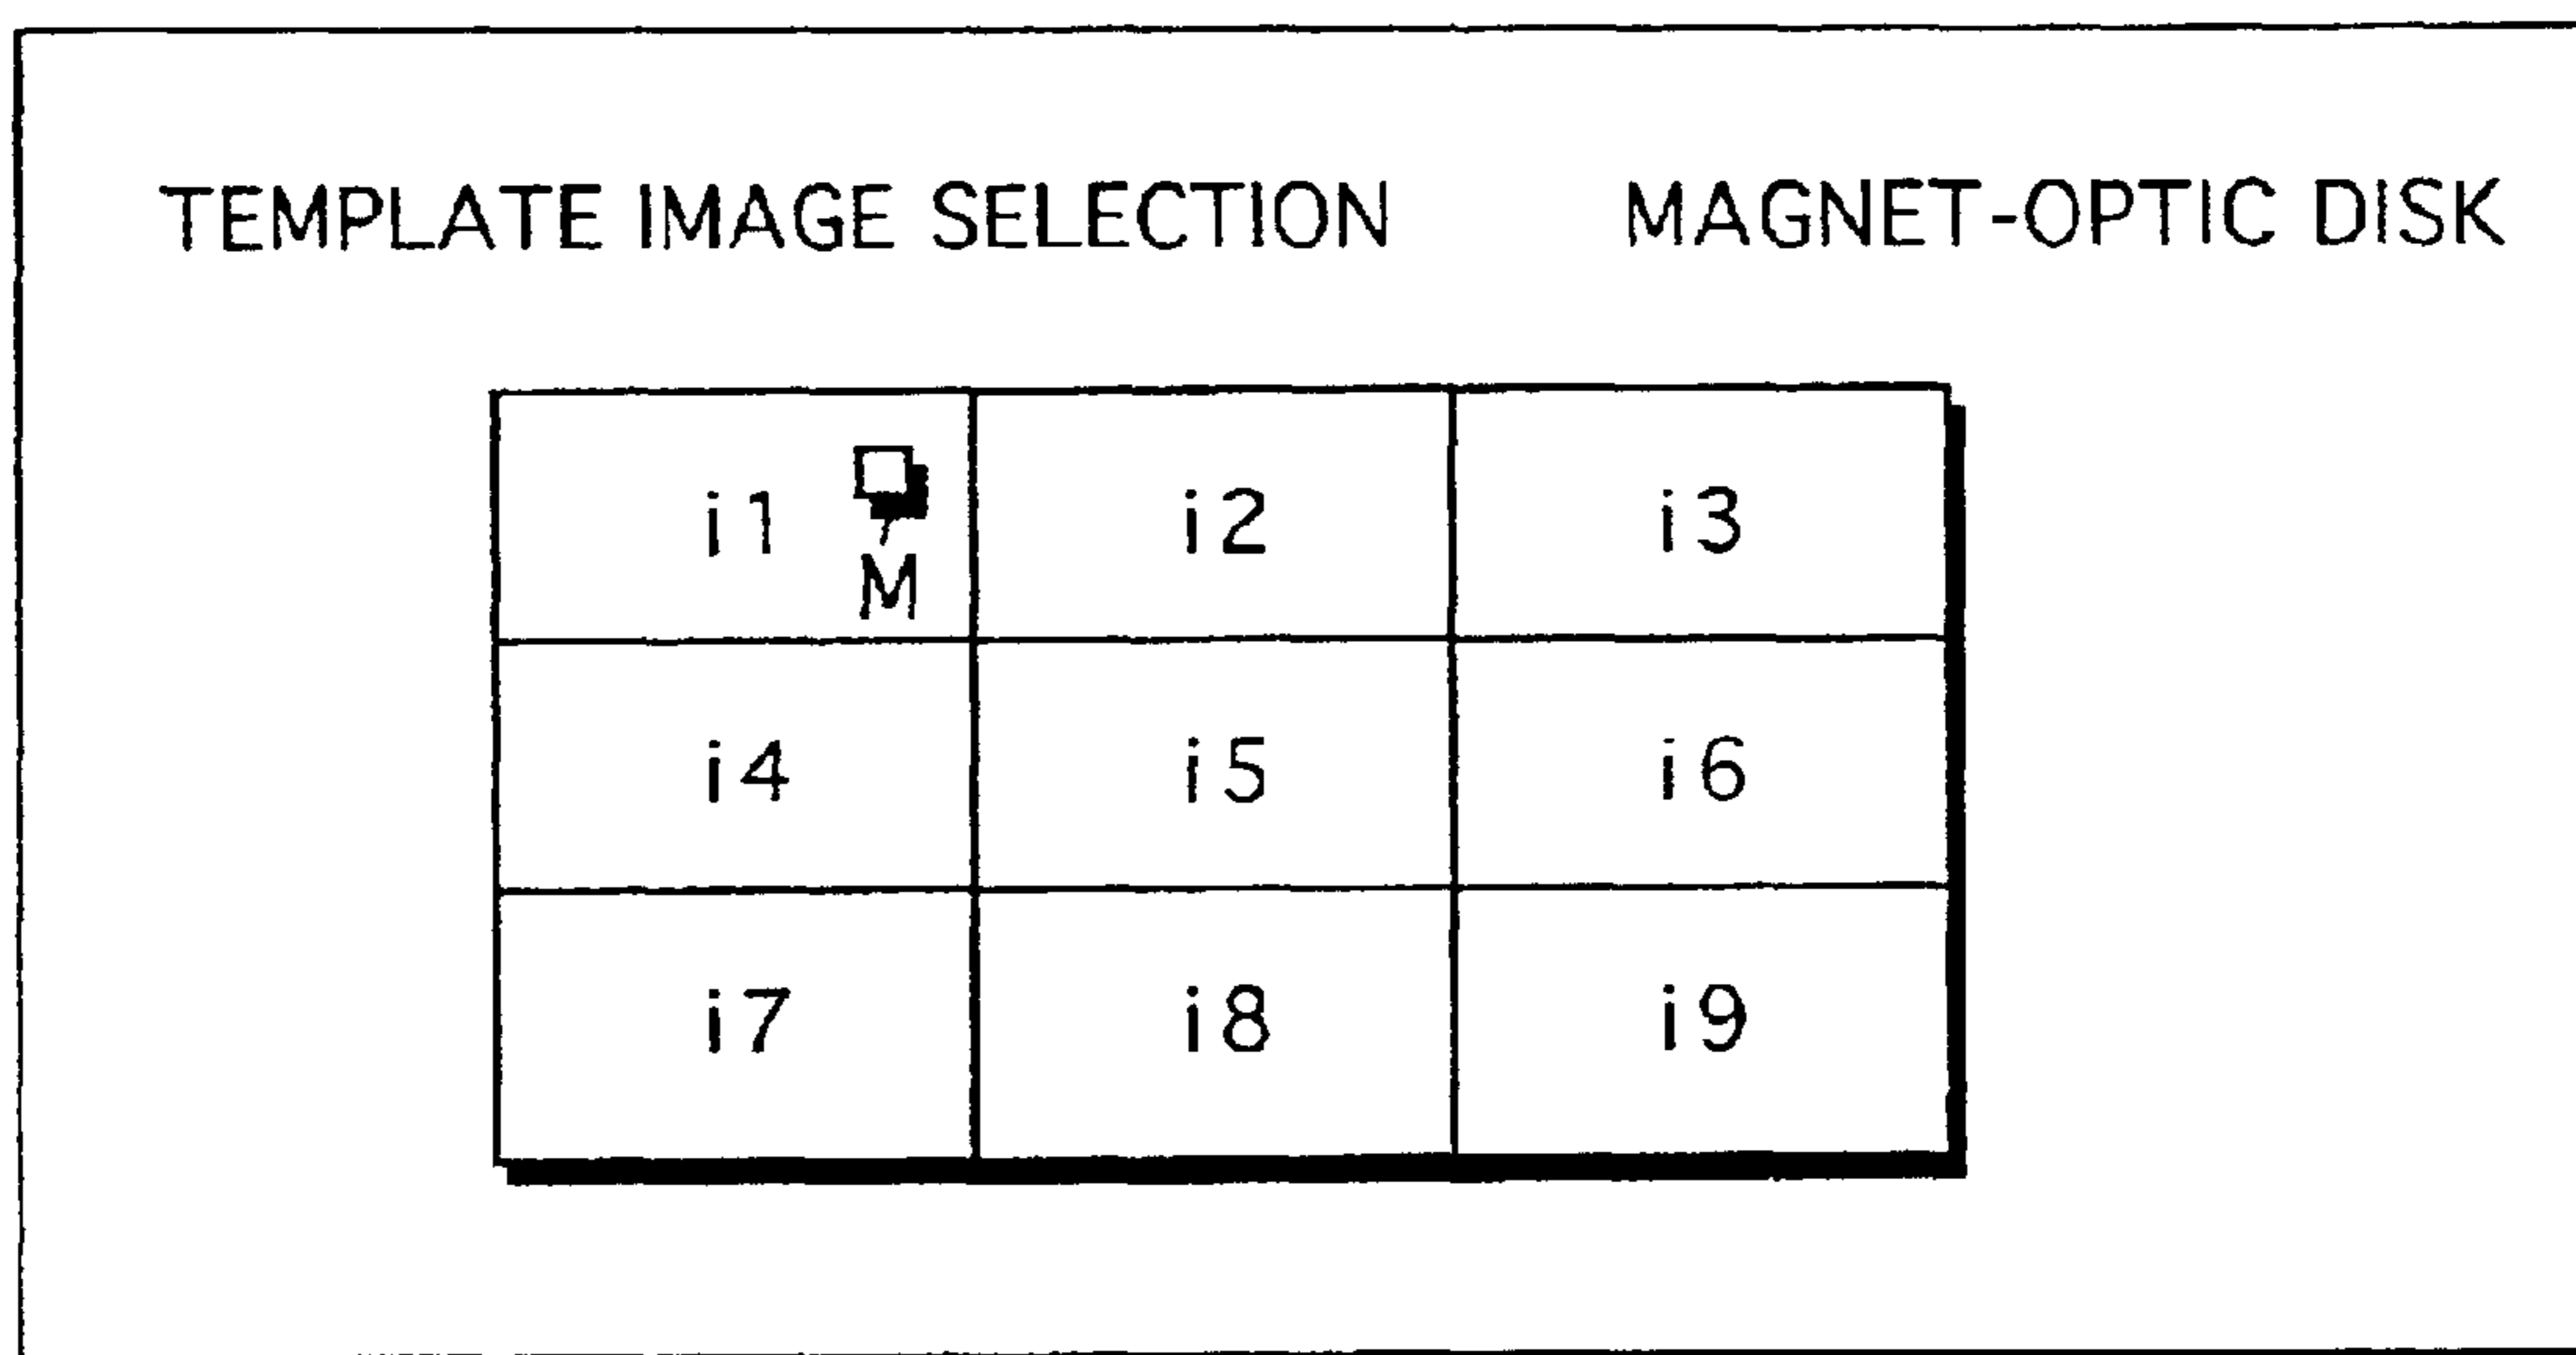 TEMPLATE IMAGE SELECTION MAGNET-OPTIC DISK
i1 i2 i3
M
i4 i5 i6
i7 i8 i9